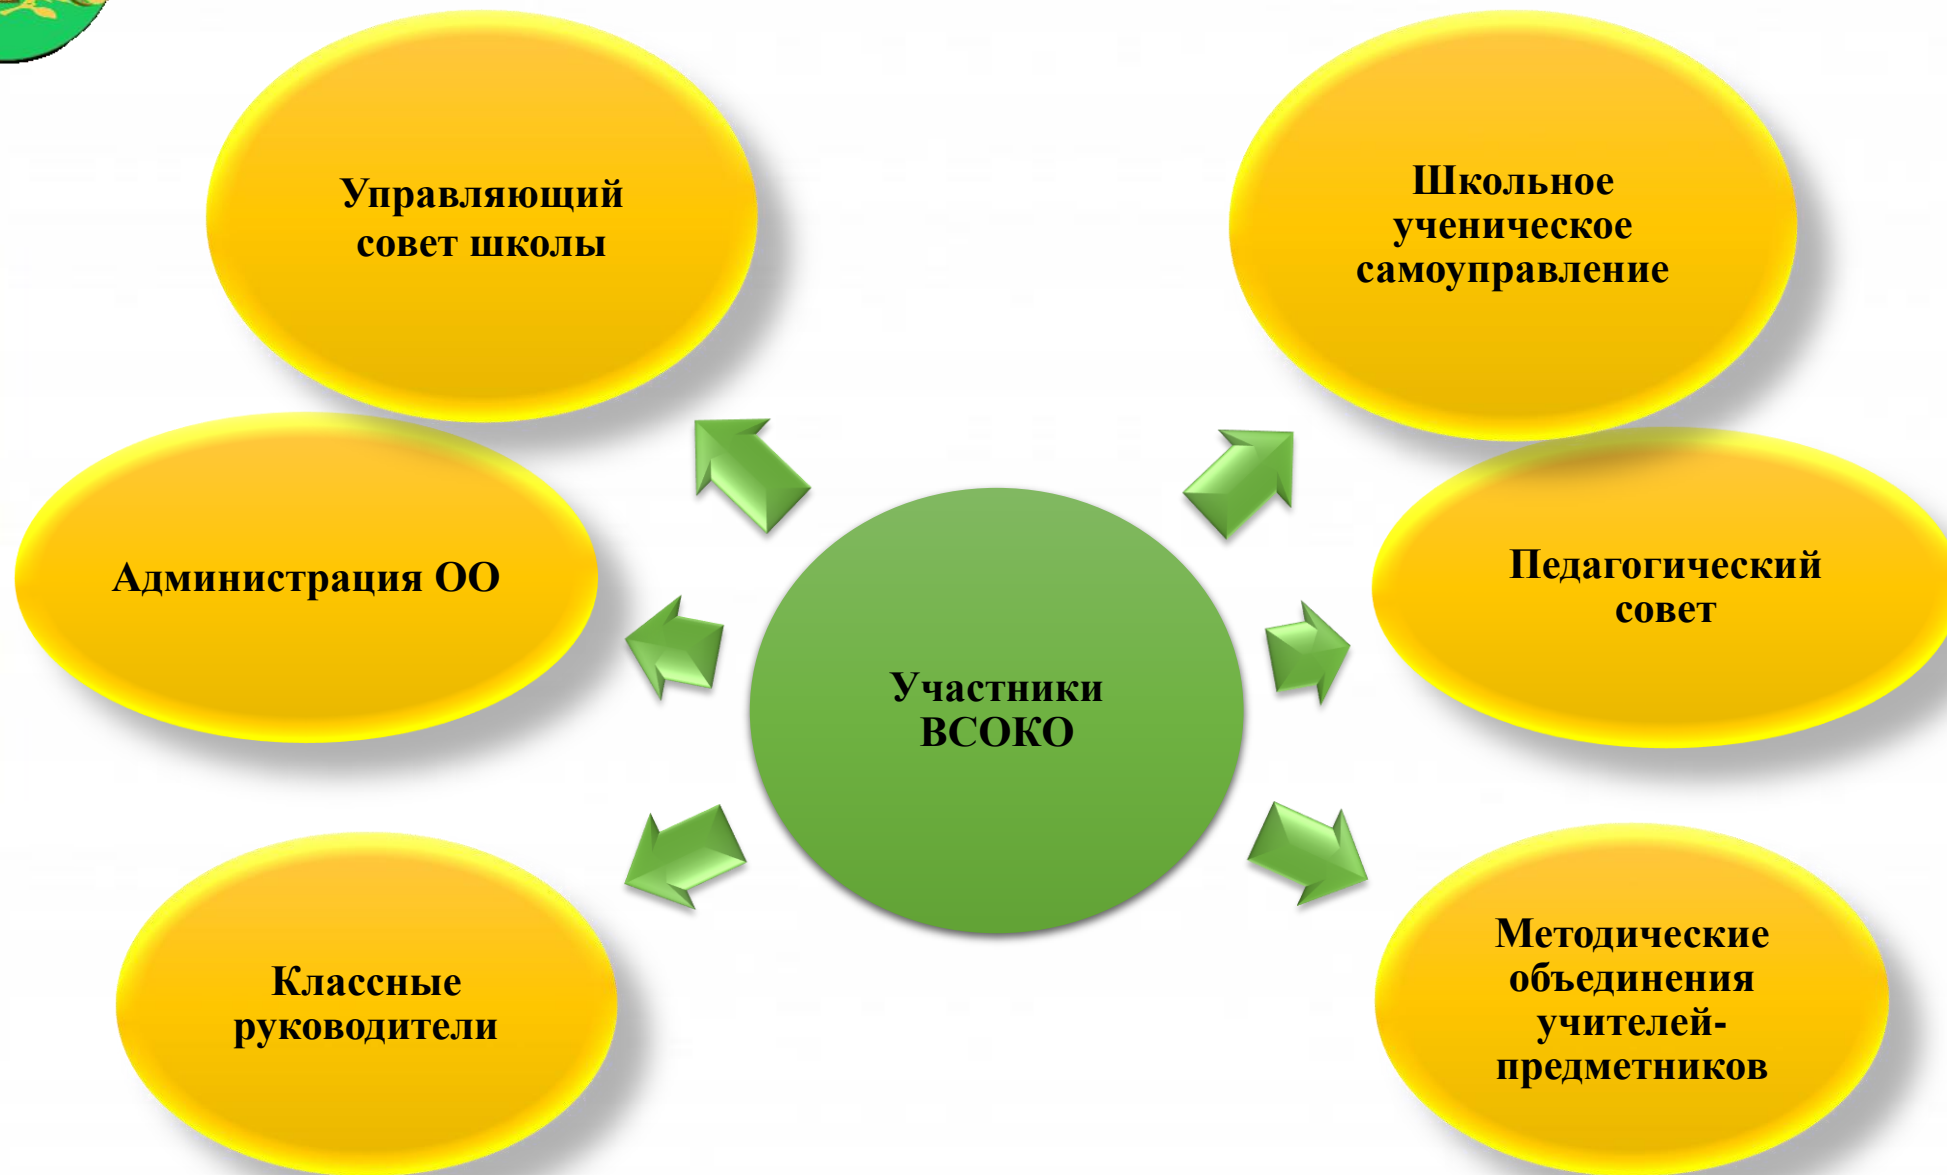 Управляющий
совет школы
Школьное
ученическое
самоуправление
Администрация ОО
Педагогический
совет
Участники
ВСОКО
Классные
руководители
Методические
объединения
учителей-
предметников